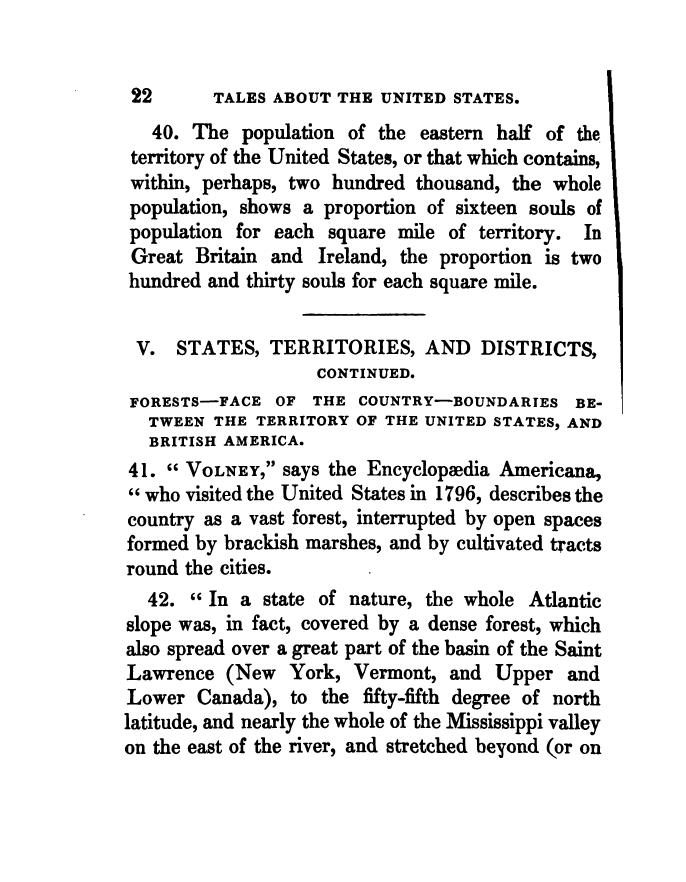 22 TALES ABOUT THE UNITED STATES.
40. The population of the eastern half of the
territory of the United States, or that which contains,
within, perhaps, two hundred thousand, the whole
population, shows a proportion of sixteen souls of
population for each square mile of territory. In
Great Britain and Ireland, the proportion is two
hundred and thirty souls for each square mile.
V. STATES, TERRITORIES, AND DISTRICTS,
CONTINUED.
FORESTS—FACE OF THE COUNTRY—BOUNDARIES BE-
TWEEN THE TERRITORY OF THE UNITED STATES, AND
BRITISH AMERICA.
41. “ VOLNEY,” says the Encyclopædia Americana,
“ who visited the United States in 1796, describes the
country as a vast forest, interrupted by open spaces
formed by brackish marshes, and by cultivated tracts
round the cities.
42. “ In a state of nature, the whole Atlantic
slope was, in fact, covered by a dense forest, which
also spread over a great part of the basin of the Saint
Lawrence (New York, Vermont, and Upper and
Lower Canada), to the fifty-fifth degree of north
latitude, and nearly the whole of the Mississippi valley
on the east of the river, and stretched beyond (or on